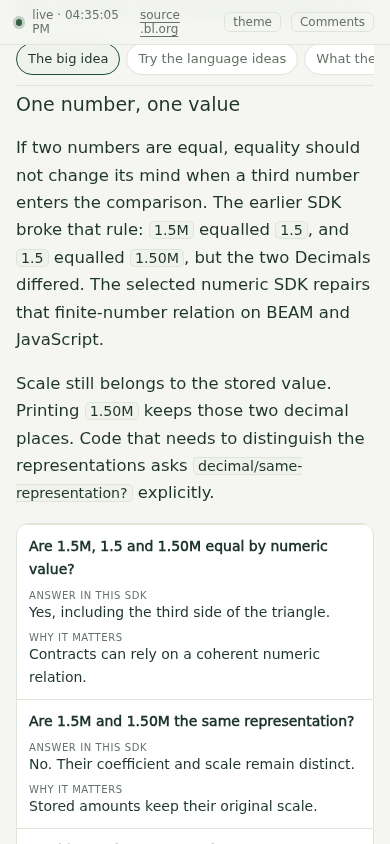 live · 04:35:05 PM
source.bl.org
theme
Comments
The big idea
Try the language ideas
What the
One number, one value
If two numbers are equal, equality should
not change its mind when a third number
enters the comparison. The earlier SDK
broke that rule: 1.5M equalled 1.5, and
1.5 equalled 1.50M, but the two Decimals
differed. The selected numeric SDK repairs
that finite-number relation on BEAM and
JavaScript.
Scale still belongs to the stored value.
Printing 1.50M keeps those two decimal
places. Code that needs to distinguish the
representations asks decimal/same-
representation? explicitly.
Are 1.5M, 1.5 and 1.50M equal by numeric
value?
ANSWER IN THIS SDK
Yes, including the third side of the triangle.
WHY IT MATTERS
Contracts can rely on a coherent numeric
relation.
Are 1.5M and 1.50M the same representation?
ANSWER IN THIS SDK
No. Their coefficient and scale remain distinct.
WHY IT MATTERS
Stored amounts keep their original scale.